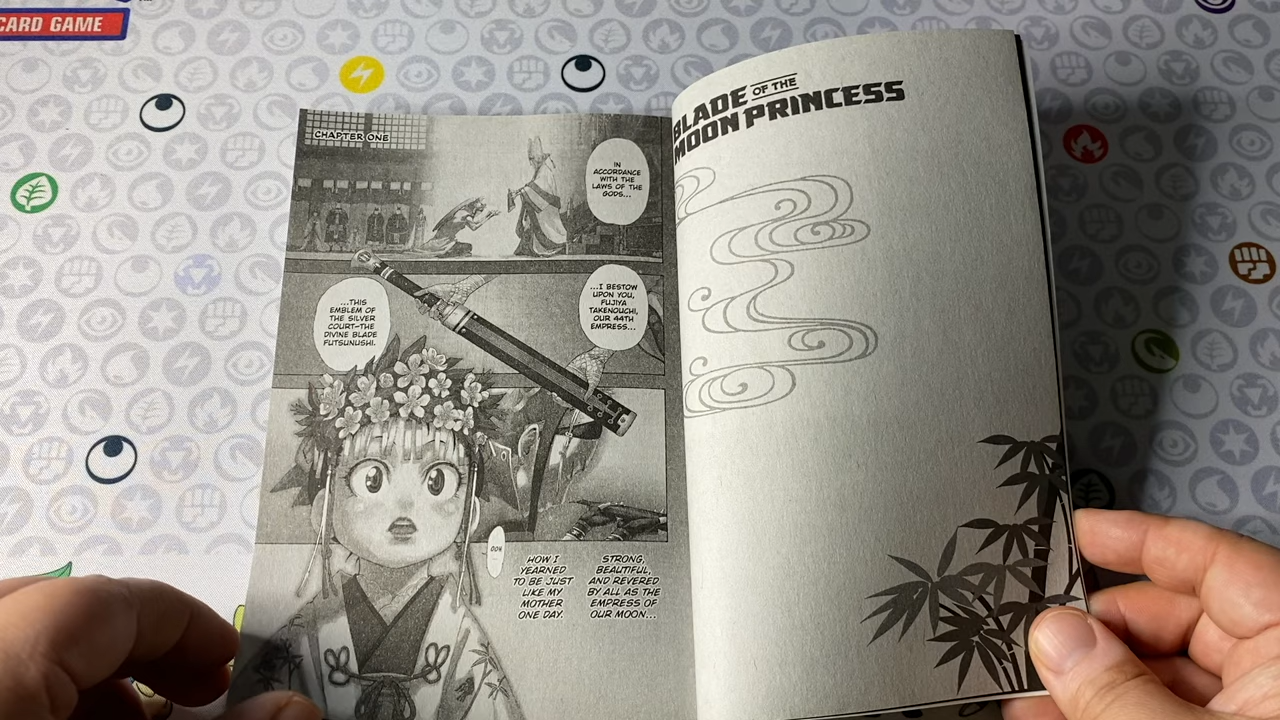 CARD GAME
BLADE OF THE
MOON PRINCESS
CHAPTER ONE
IN
ACCORDANCE
WITH THE
LAWS OF THE
GODS...
...I BESTOW
UPON YOU,
FUJIYA
TAKENOUCHI,
OUR 44TH
EMPRESS...
...THIS
EMBLEM OF
THE SILVER
COURT—THE
DIVINE BLADE
FUTSUNUSHI.
OOH
...
STRONG,
BEAUTIFUL,
AND REVERED
BY ALL AS THE
EMPRESS OF
OUR MOON...
HOW I
YEARNED
TO BE JUST
LIKE MY
MOTHER
ONE DAY.